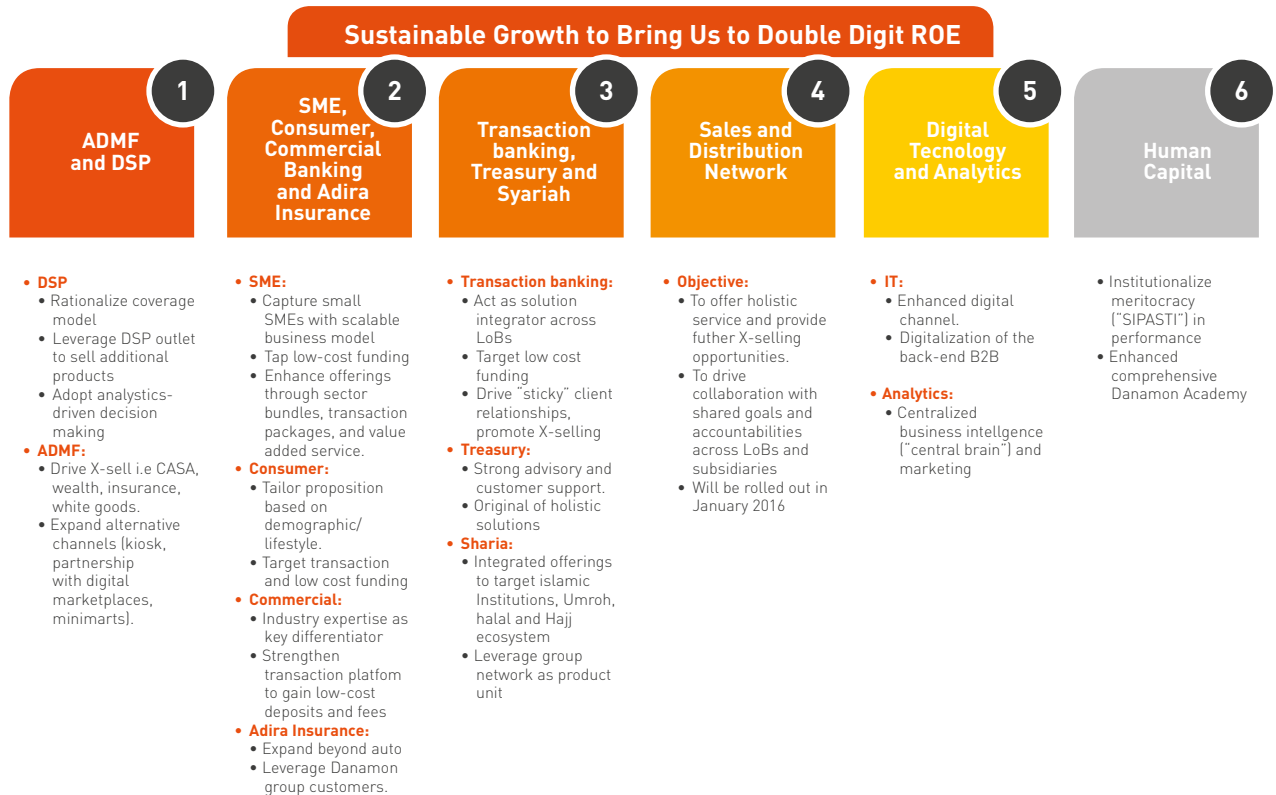 Sustainable Growth to Bring Us to Double Digit ROE
1
ADMF
and DSP
• DSP
• Rationalize coverage
model
• Leverage DSP outlet
to sell additional
products
• Adopt analystics-
driven decision
making
• ADMF:
• Drive X-sell i.e CASA,
wealth, insurance,
white goods.
• Expand alternative
channels (kiosk,
partnership
with digital
marketplaces,
minimarts).
2
SME,
Consumer,
Commercial
Banking
and Adira
Insurance
• SME:
• Capture small
SMEs with scalable
business model
• Tap low-cost funding
• Enhance offerings
through sector
bundles, transaction
packages, and value
added service.
• Consumer:
• Tailor proposition
based on
demographic/
lifestyle.
• Target transaction
and low cost funding
• Commercial:
• Industry expertise as
key differentiator
• Strengthen
transaction platfom
to gain low-cost
deposits and fees
• Adira Insurance:
• Expand beyond auto
• Leverage Danamon
group customers.
3
Transaction
banking,
Treasury and
Syariah
• Transaction banking:
• Act as solution
integrator across
LoBs
• Target low cost
funding
• Drive "sticky" client
relationships,
promote X-selling
• Treasury:
• Strong advisory and
customer support.
• Original of holistic
solutions
• Sharia:
• Integrated offerings
to target islamic
Institutions, Umroh,
halal and Hajj
ecosystem
• Leverage group
network as product
unit
4
Sales and
Distribution
Network
• Objective:
• To offer holistic
service and provide
futher X-selling
opportunities.
• To drive
collaboration with
shared goals and
accountabilities
across LoBs and
subsidiaries
• Will be rolled out in
January 2016
5
Digital
Tecnology
and Analytics
• IT:
• Enhanced digital
channel.
• Digitalization of the
back-end B2B
• Analytics:
• Centralized
business intellgence
("central brain") and
marketing
6
Human
Capital
• Institutionalize
meritocracy
("SIPASTI") in
performance
• Enhanced
comprehensive
Danamon Academy